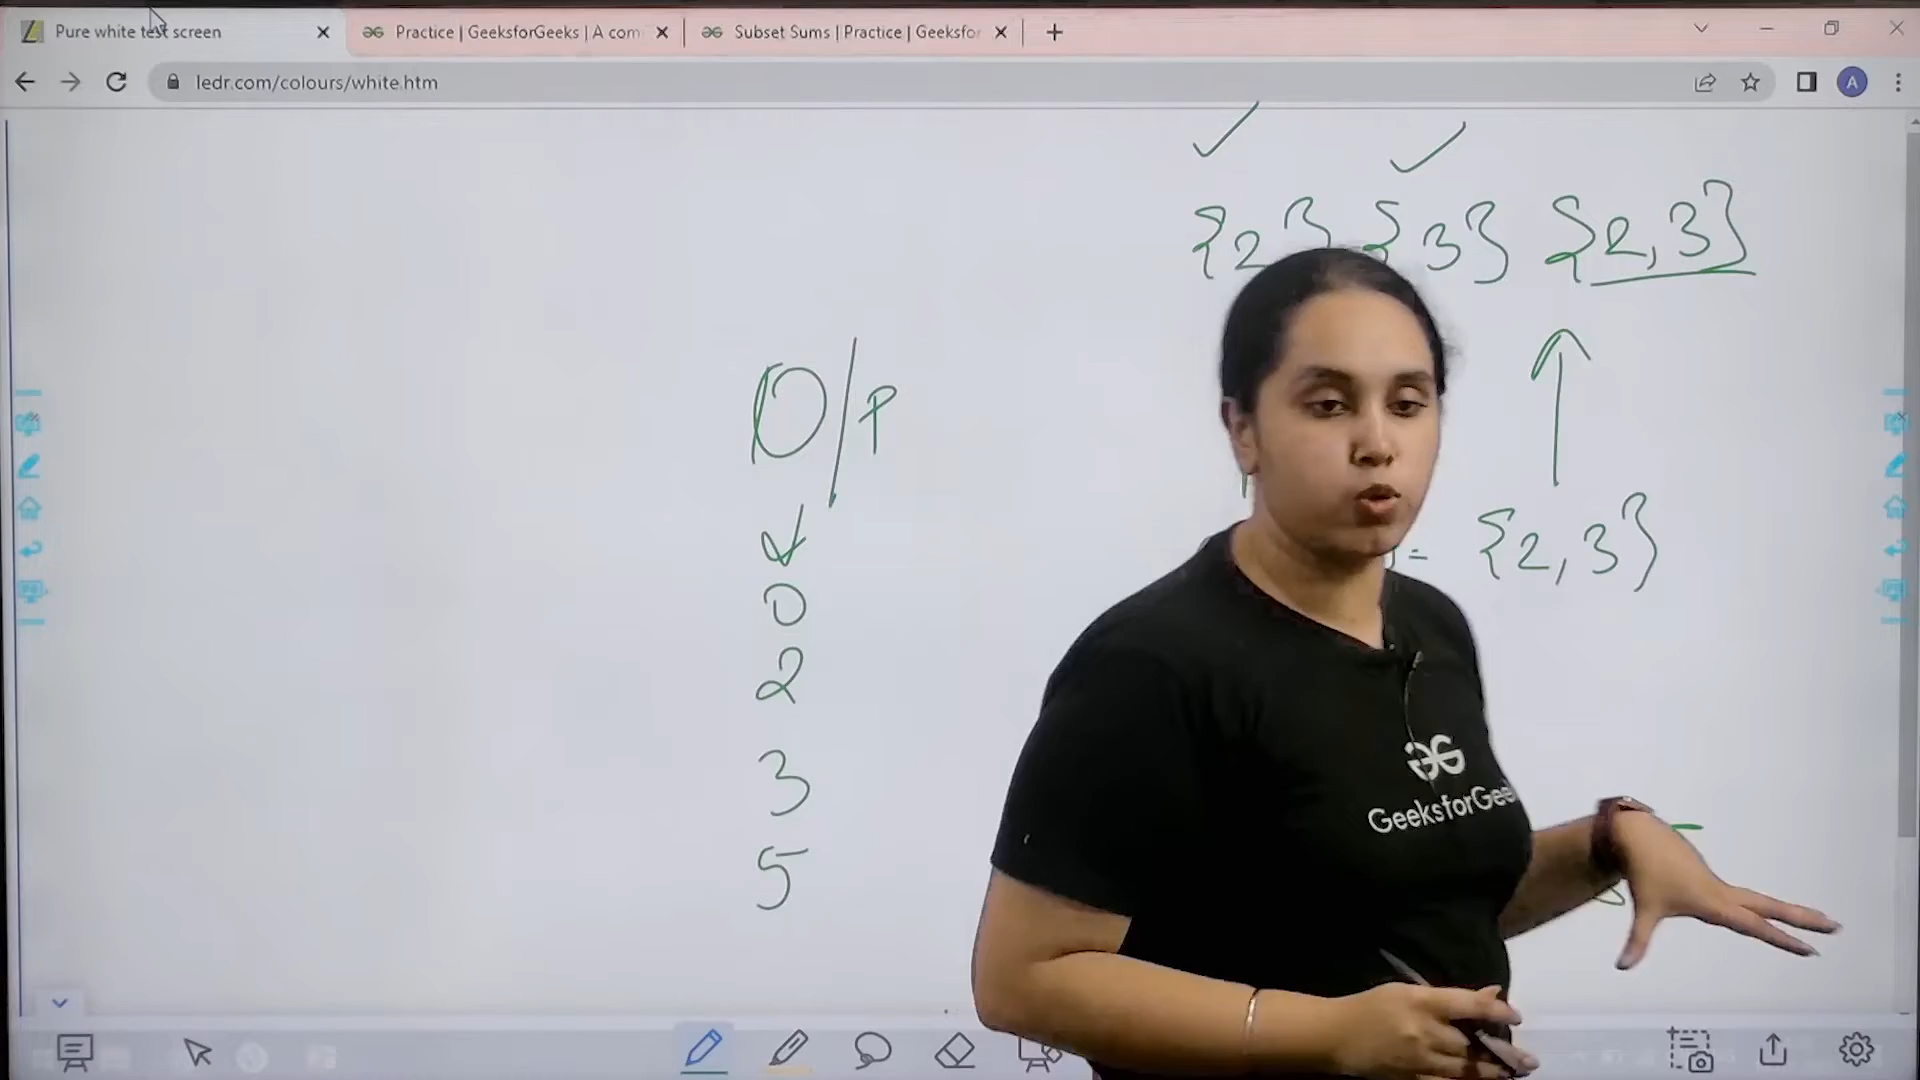 Pure white test screen
Practice | GeeksforGeeks | A com
Subset Sums | Practice | Geeksfor
ledr.com/colours/white.htm
A
{2} {3} {2,3}
O/P
= {2,3}
0
2
3
5
GeeksforGee